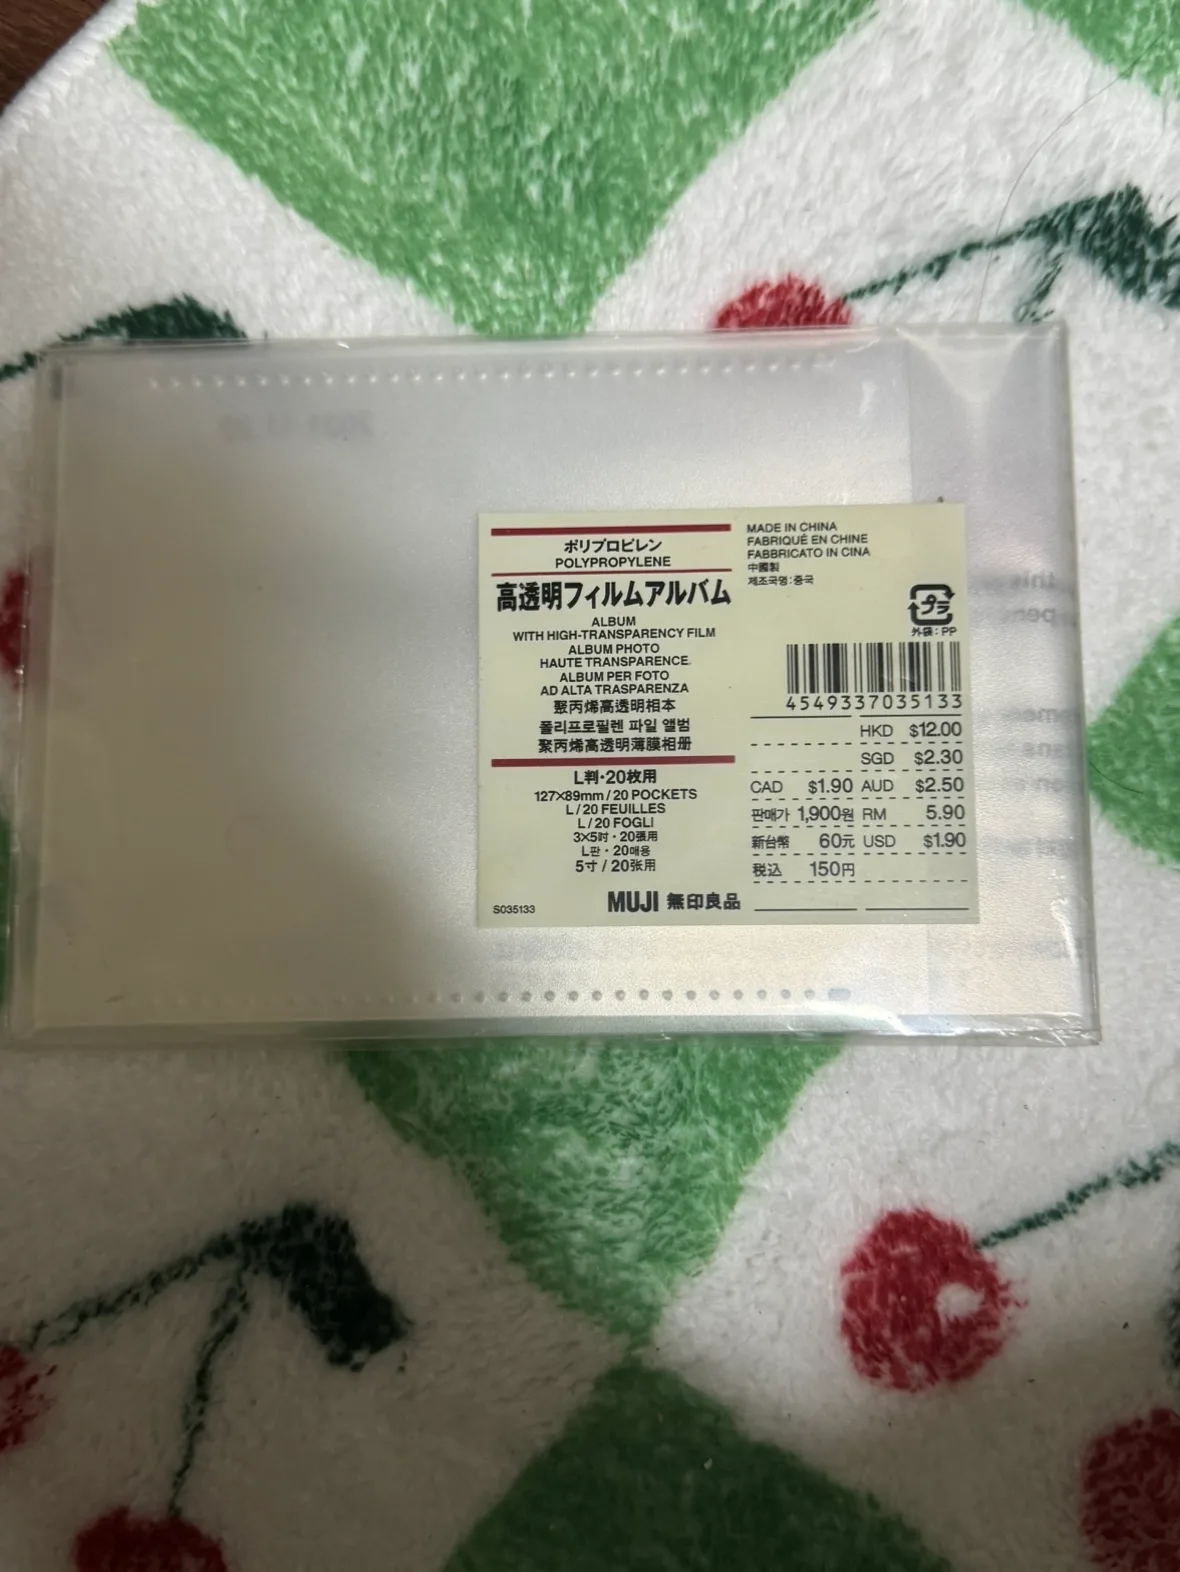 ポリプロピレン
POLYPROPYLENE
高透明フィルムアルバム
ALBUM
WITH HIGH-TRANSPARENCY FILM
ALBUM PHOTO
HAUTE TRANSPARENCE
ALBUM PER FOTO
AD ALTA TRASPARENZA
聚丙烯高透明相本
폴리프로필렌 파일 앨범
聚丙烯高透明薄膜相册
L判・20枚用
127×89mm/20 POCKETS
L/20 FEUILLES
L/20 FOGLI
3×5吋・20張用
L판・20매용
5寸/20张用
S035133
MUJI 無印良品
MADE IN CHINA
FABRIQUÉ EN CHINE
FABBRICATO IN CINA
中國製
제조국명:중국
プラ
外袋:PP
4549337035133
HKD $12.00
SGD $2.30
CAD $1.90 AUD $2.50
판매가 1,900원 RM 5.90
新台幣 60元 USD $1.90
税込 150円